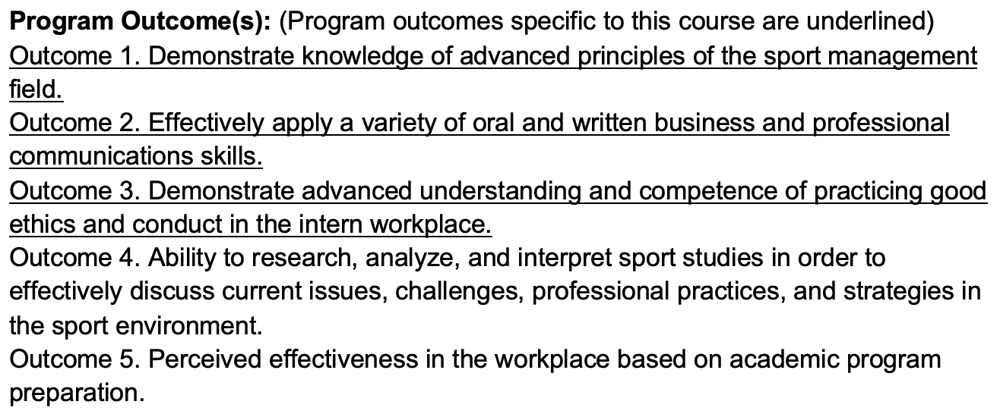 Program Outcome(s): (Program outcomes specific to this course are underlined)
Outcome 1. Demonstrate knowledge of advanced principles of the sport management
field.
Outcome 2. Effectively apply a variety of oral and written business and professional
communications skills.
Outcome 3. Demonstrate advanced understanding and competence of practicing good
ethics and conduct in the intern workplace.
Outcome 4. Ability to research, analyze, and interpret sport studies in order to
effectively discuss current issues, challenges, professional practices, and strategies in
the sport environment.
Outcome 5. Perceived effectiveness in the workplace based on academic program
preparation.